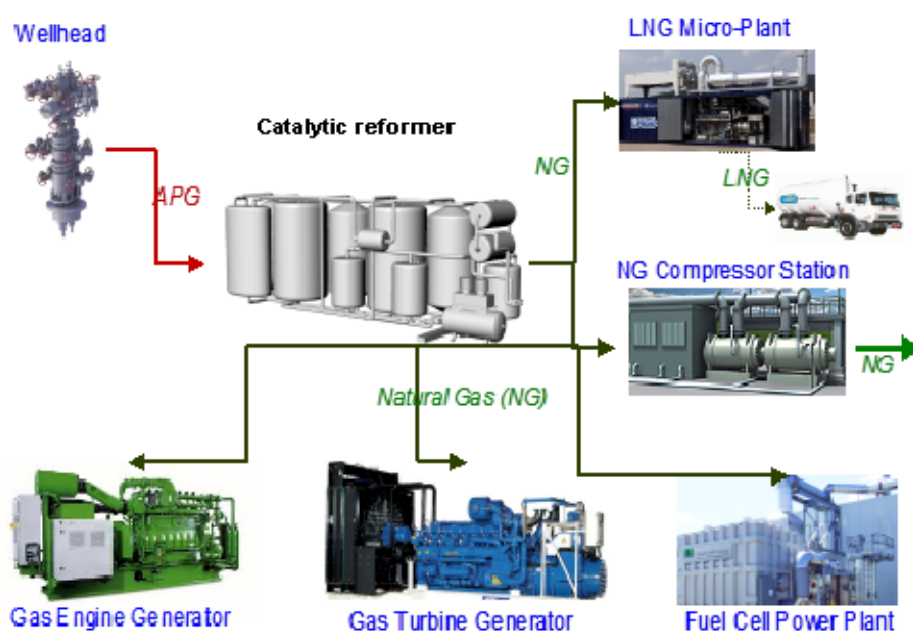 Wellhead
LNG Micro-Plant
Catalytic reformer
APG
NG
LNG
NG Compressor Station
NG
Natural Gas (NG)
Gas Engine Generator
Gas Turbine Generator
Fuel Cell Power Plant